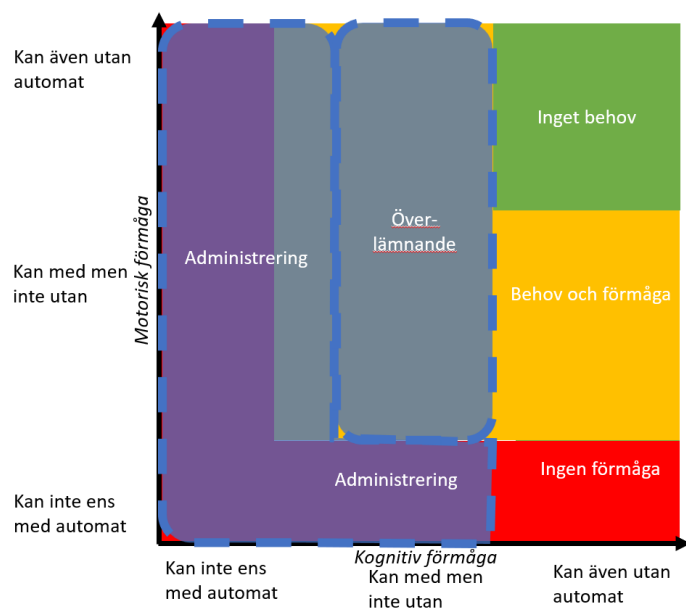 Kan även utan
automat
Inget behov
Över-
lämnande
Motorisk förmåga
Administrering
Kan med men
inte utan
Behov och förmåga
Ingen förmåga
Administrering
Kan inte ens
med automat
Kognitiv förmåga
Kan inte ens
med automat
Kan med men
inte utan
Kan även utan
automat